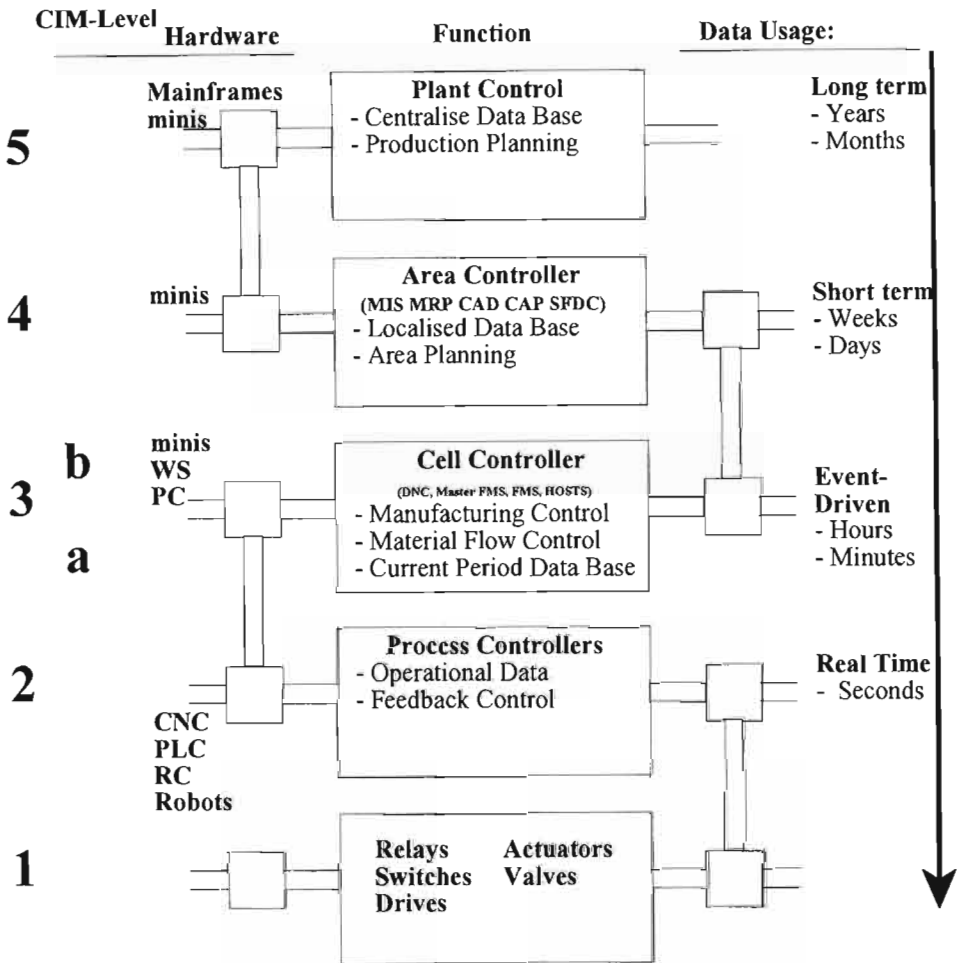 CIM-Level
Hardware
Function
Data Usage:
5
Mainframes
minis
Plant Control
- Centralise Data Base
- Production Planning
Long term
- Years
- Months
4
minis
Area Controller
(MIS MRP CAD CAP SFDC)
- Localised Data Base
- Area Planning
Short term
- Weeks
- Days
b
3
a
minis
WS
PC
Cell Controller
(DNC, Master FMS, FMS, HOSTS)
- Manufacturing Control
- Material Flow Control
- Current Period Data Base
Event-
Driven
- Hours
- Minutes
2
CNC
PLC
RC
Robots
Process Controllers
- Operational Data
- Feedback Control
Real Time
- Seconds
1
Relays Actuators
Switches Valves
Drives